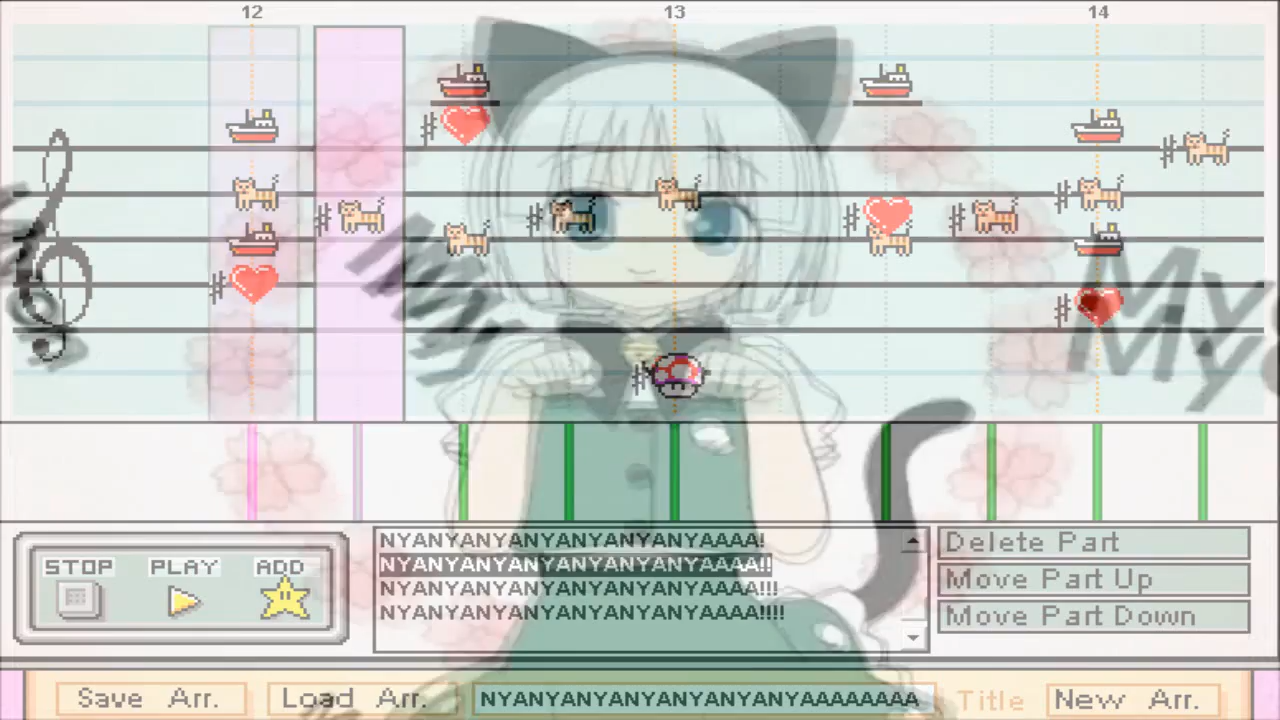 12 13 14
My
STOP PLAY ADD
NYANYANYANYANYANYANYAAAA!
NYANYANYANYANYANYANYAAAA!!
NYANYANYANYANYANYANYAAAA!!!
NYANYANYANYANYANYANYAAAA!!!!
Delete Part
Move Part Up
Move Part Down
Save Arr.
Load Arr.
NYANYANYANYANYANYANYAAAAAAAA
Title
New Arr.